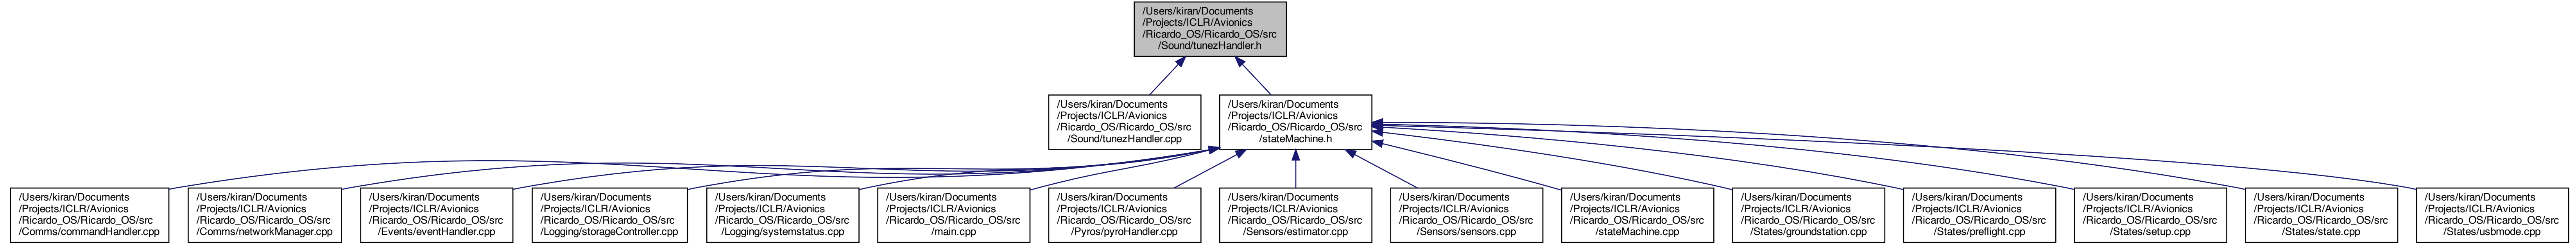 /Users/kiran/Documents
/Projects/ICLR/Avionics
/Ricardo_OS/Ricardo_OS/src
/Sound/tunezHandler.h
/Users/kiran/Documents
/Projects/ICLR/Avionics
/Ricardo_OS/Ricardo_OS/src
/Sound/tunezHandler.cpp
/Users/kiran/Documents
/Projects/ICLR/Avionics
/Ricardo_OS/Ricardo_OS/src
/stateMachine.h
/Users/kiran/Documents
/Projects/ICLR/Avionics
/Ricardo_OS/Ricardo_OS/src
/Comms/commandHandler.cpp
/Users/kiran/Documents
/Projects/ICLR/Avionics
/Ricardo_OS/Ricardo_OS/src
/Comms/networkManager.cpp
/Users/kiran/Documents
/Projects/ICLR/Avionics
/Ricardo_OS/Ricardo_OS/src
/Events/eventHandler.cpp
/Users/kiran/Documents
/Projects/ICLR/Avionics
/Ricardo_OS/Ricardo_OS/src
/Logging/storageController.cpp
/Users/kiran/Documents
/Projects/ICLR/Avionics
/Ricardo_OS/Ricardo_OS/src
/Logging/systemstatus.cpp
/Users/kiran/Documents
/Projects/ICLR/Avionics
/Ricardo_OS/Ricardo_OS/src
/main.cpp
/Users/kiran/Documents
/Projects/ICLR/Avionics
/Ricardo_OS/Ricardo_OS/src
/Pyros/pyroHandler.cpp
/Users/kiran/Documents
/Projects/ICLR/Avionics
/Ricardo_OS/Ricardo_OS/src
/Sensors/estimator.cpp
/Users/kiran/Documents
/Projects/ICLR/Avionics
/Ricardo_OS/Ricardo_OS/src
/Sensors/sensors.cpp
/Users/kiran/Documents
/Projects/ICLR/Avionics
/Ricardo_OS/Ricardo_OS/src
/stateMachine.cpp
/Users/kiran/Documents
/Projects/ICLR/Avionics
/Ricardo_OS/Ricardo_OS/src
/States/groundstation.cpp
/Users/kiran/Documents
/Projects/ICLR/Avionics
/Ricardo_OS/Ricardo_OS/src
/States/preflight.cpp
/Users/kiran/Documents
/Projects/ICLR/Avionics
/Ricardo_OS/Ricardo_OS/src
/States/setup.cpp
/Users/kiran/Documents
/Projects/ICLR/Avionics
/Ricardo_OS/Ricardo_OS/src
/States/state.cpp
/Users/kiran/Documents
/Projects/ICLR/Avionics
/Ricardo_OS/Ricardo_OS/src
/States/usbmode.cpp